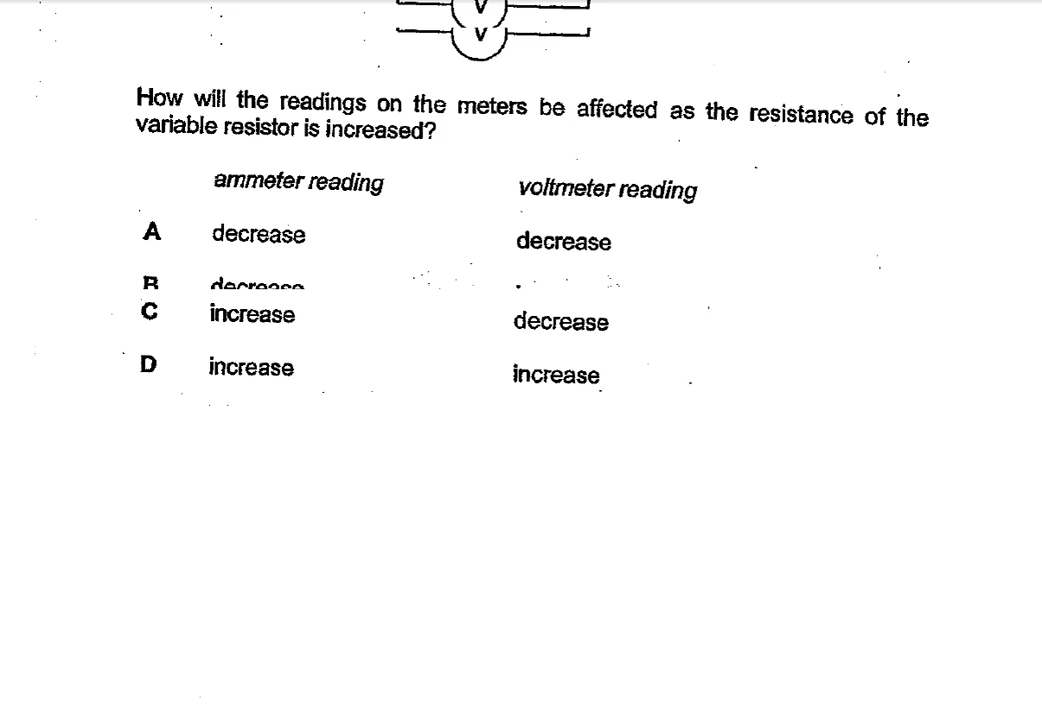 V
V
How will the readings on the meters be affected as the resistance of the
variable resistor is increased?
ammeter reading voltmeter reading
A decrease decrease
B decrease
C increase decrease
D increase increase